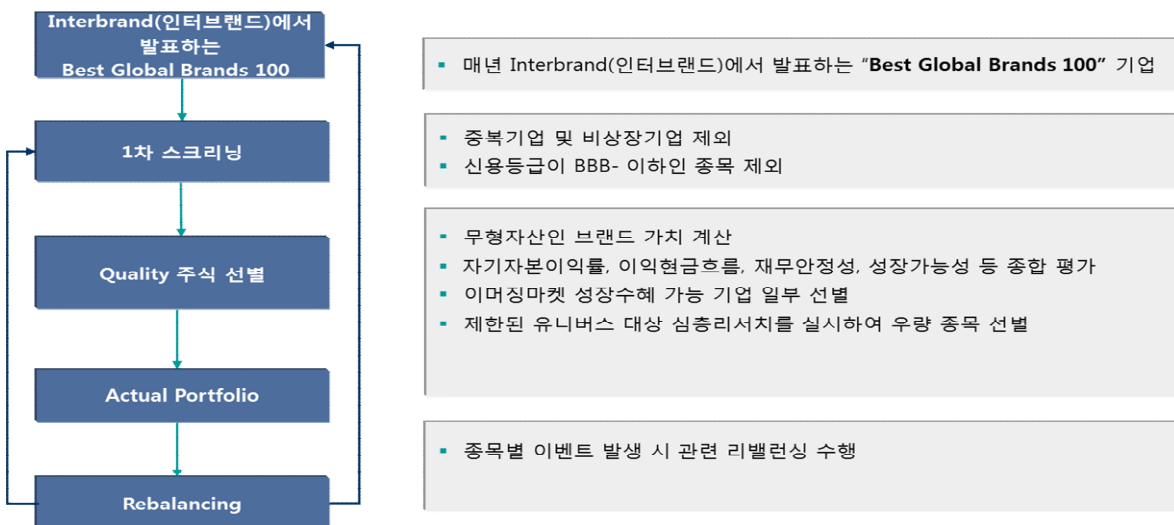 Interbrand(인터브랜드)에서
발표하는
Best Global Brands 100
▪ 매년 Interbrand(인터브랜드)에서 발표하는 “Best Global Brands 100” 기업
1차 스크리닝
▪ 중복기업 및 비상장기업 제외
▪ 신용등급이 BBB- 이하인 종목 제외
Quality 주식 선별
▪ 무형자산인 브랜드 가치 계산
▪ 자기자본이익률, 이익현금흐름, 재무안정성, 성장가능성 등 종합 평가
▪ 이머징마켓 성장수혜 가능 기업 일부 선별
▪ 제한된 유니버스 대상 심층리서치를 실시하여 우량 종목 선별
Actual Portfolio
▪ 종목별 이벤트 발생 시 관련 리밸런싱 수행
Rebalancing